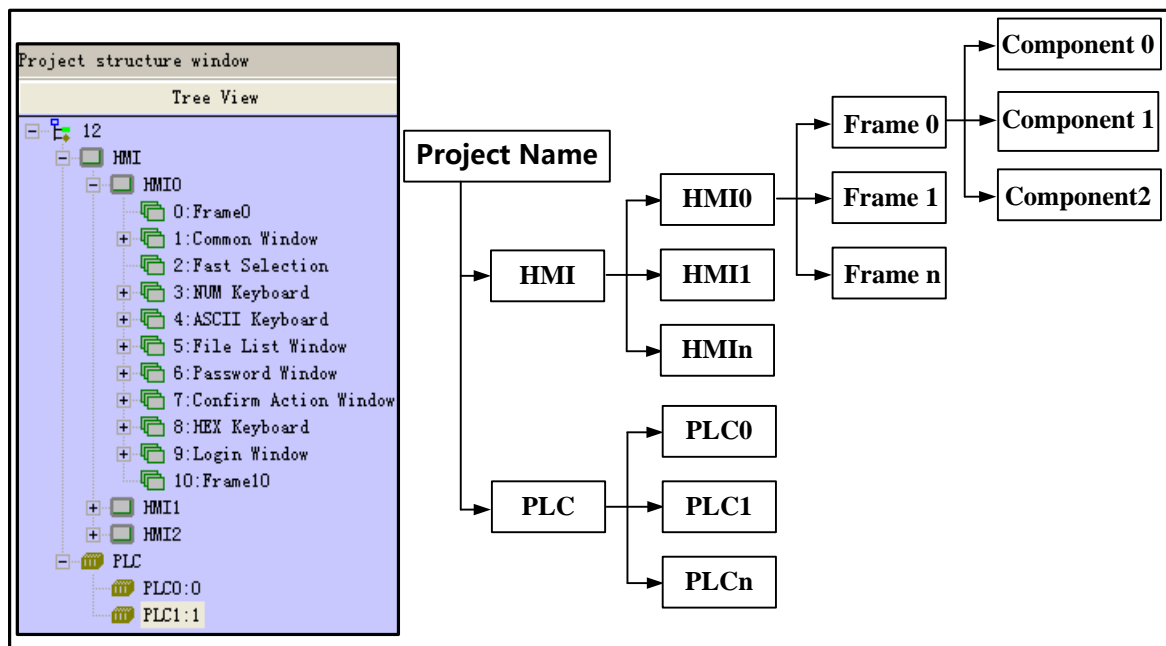 Project structure window
Tree View
12
HMI
HMI0
0:Frame0
1:Common Window
2:Fast Selection
3:NUM Keyboard
4:ASCII Keyboard
5:File List Window
6:Password Window
7:Confirm Action Window
8:HEX Keyboard
9:Login Window
10:Frame10
HMI1
HMI2
PLC
PLC0:0
PLC1:1
Project Name
HMI
PLC
HMI0
HMI1
HMIn
PLC0
PLC1
PLCn
Frame 0
Frame 1
Frame n
Component 0
Component 1
Component2